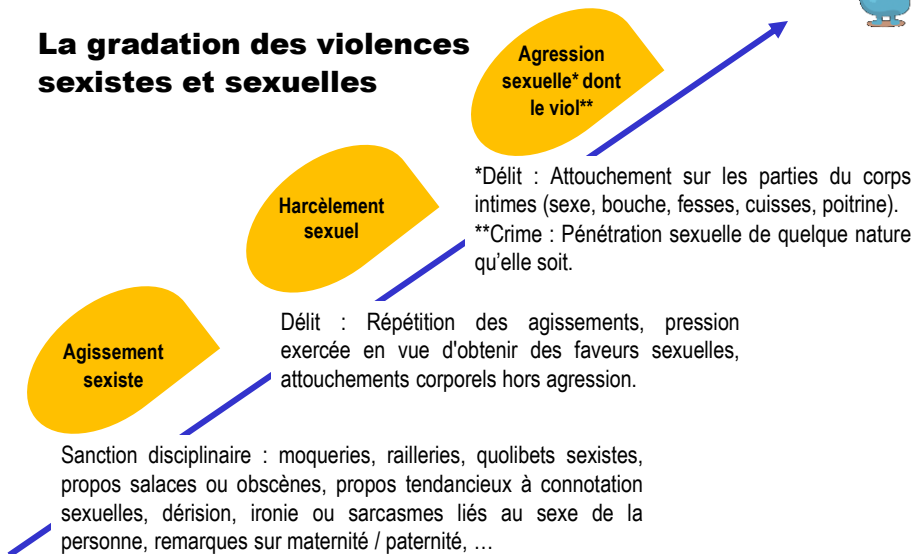 La gradation des violences
sexistes et sexuelles
Agression
sexuelle* dont
le viol**
*Délit : Attouchement sur les parties du corps
intimes (sexe, bouche, fesses, cuisses, poitrine).
**Crime : Pénétration sexuelle de quelque nature
qu'elle soit.
Harcèlement
sexuel
Délit : Répétition des agissements, pression
exercée en vue d'obtenir des faveurs sexuelles,
attouchements corporels hors agression.
Agissement
sexiste
Sanction disciplinaire : moqueries, railleries, quolibets sexistes,
propos salaces ou obscènes, propos tendancieux à connotation
sexuelles, dérision, ironie ou sarcasmes liés au sexe de la
personne, remarques sur maternité / paternité, …